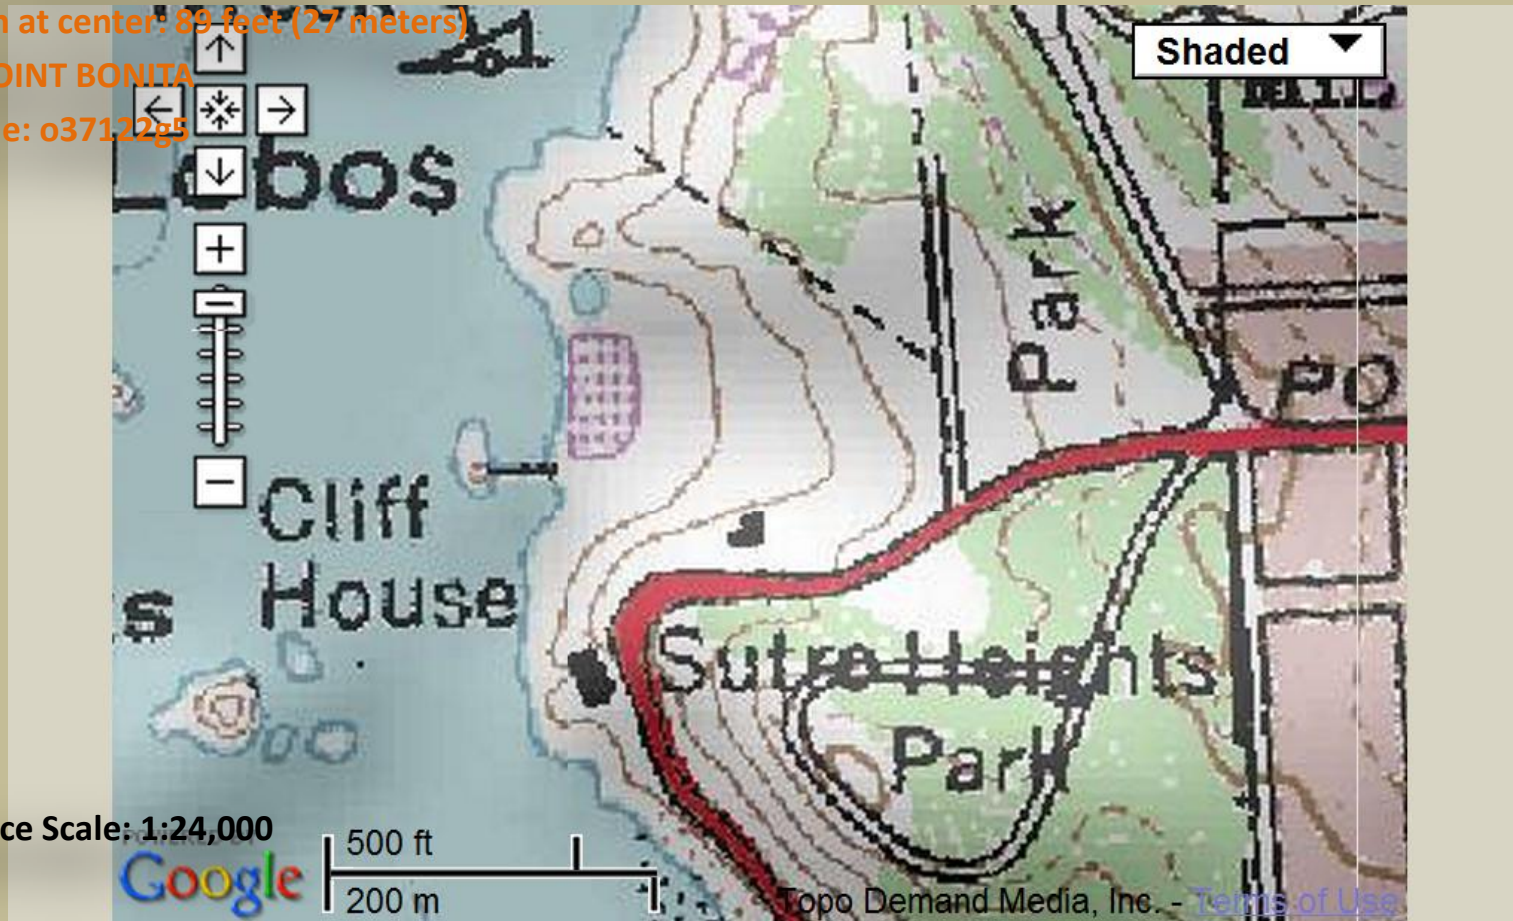 n at center: 89 feet (27 meters)
OINT BONITA
e: o37122g5
Shaded
Lobos
Park
PO
Cliff
House
s
Sutro Heights
Park
ce Scale: 1:24,000
Google
500 ft
200 m
Topo Demand Media, Inc. - Terms of Use